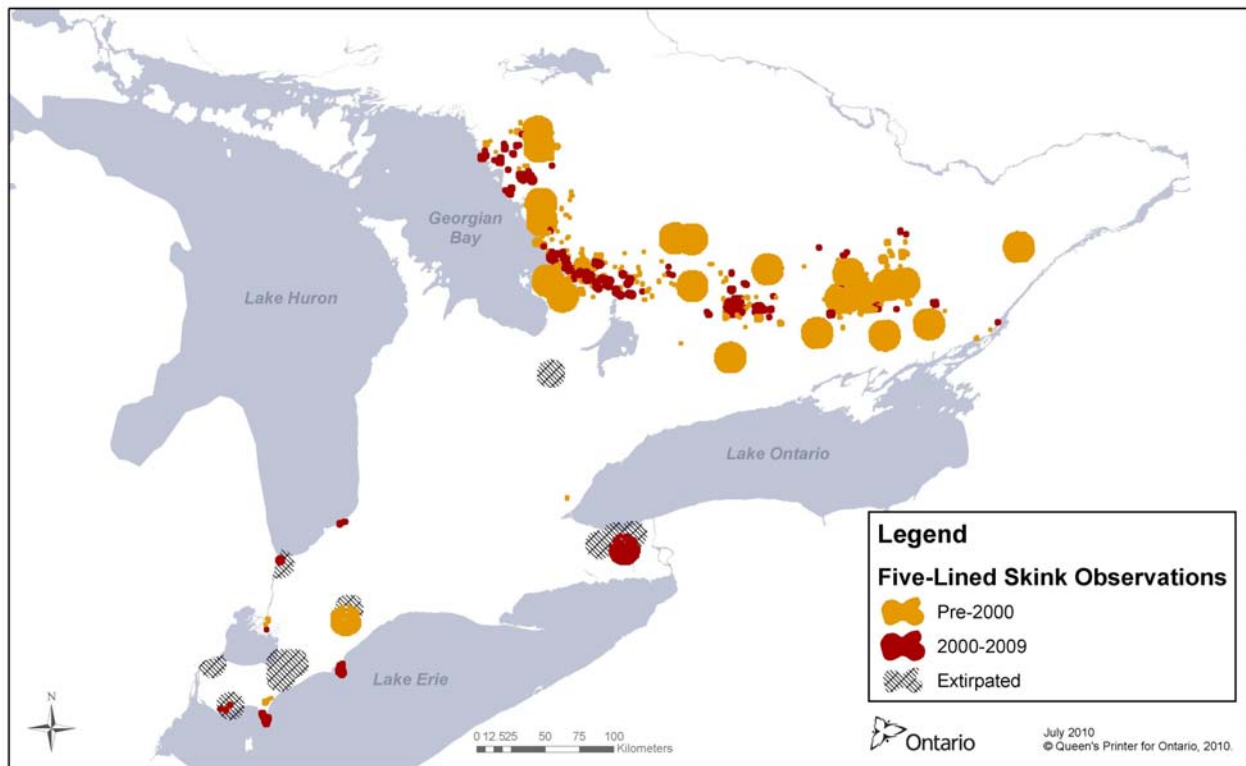 Georgian
Bay
Lake Huron
Lake Ontario
Lake Erie
N
0 12.525 50 75 100
Kilometers
Legend
Five-Lined Skink Observations
Pre-2000
2000-2009
Extirpated
Ontario
July 2010
© Queen's Printer for Ontario, 2010.